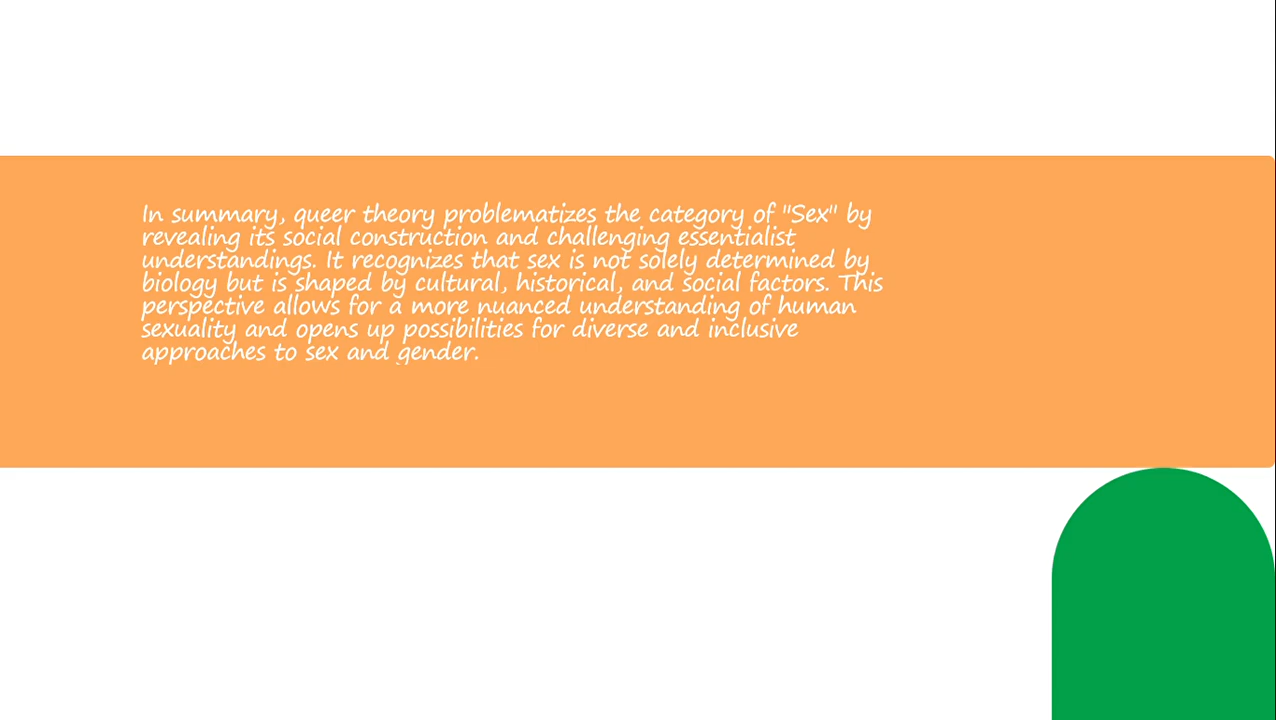 In summary, queer theory problematizes the category of "Sex" by
revealing its social construction and challenging essentialist
understandings. It recognizes that sex is not solely determined by
biology but is shaped by cultural, historical, and social factors. This
perspective allows for a more nuanced understanding of human
sexuality and opens up possibilities for diverse and inclusive
approaches to sex and gender.